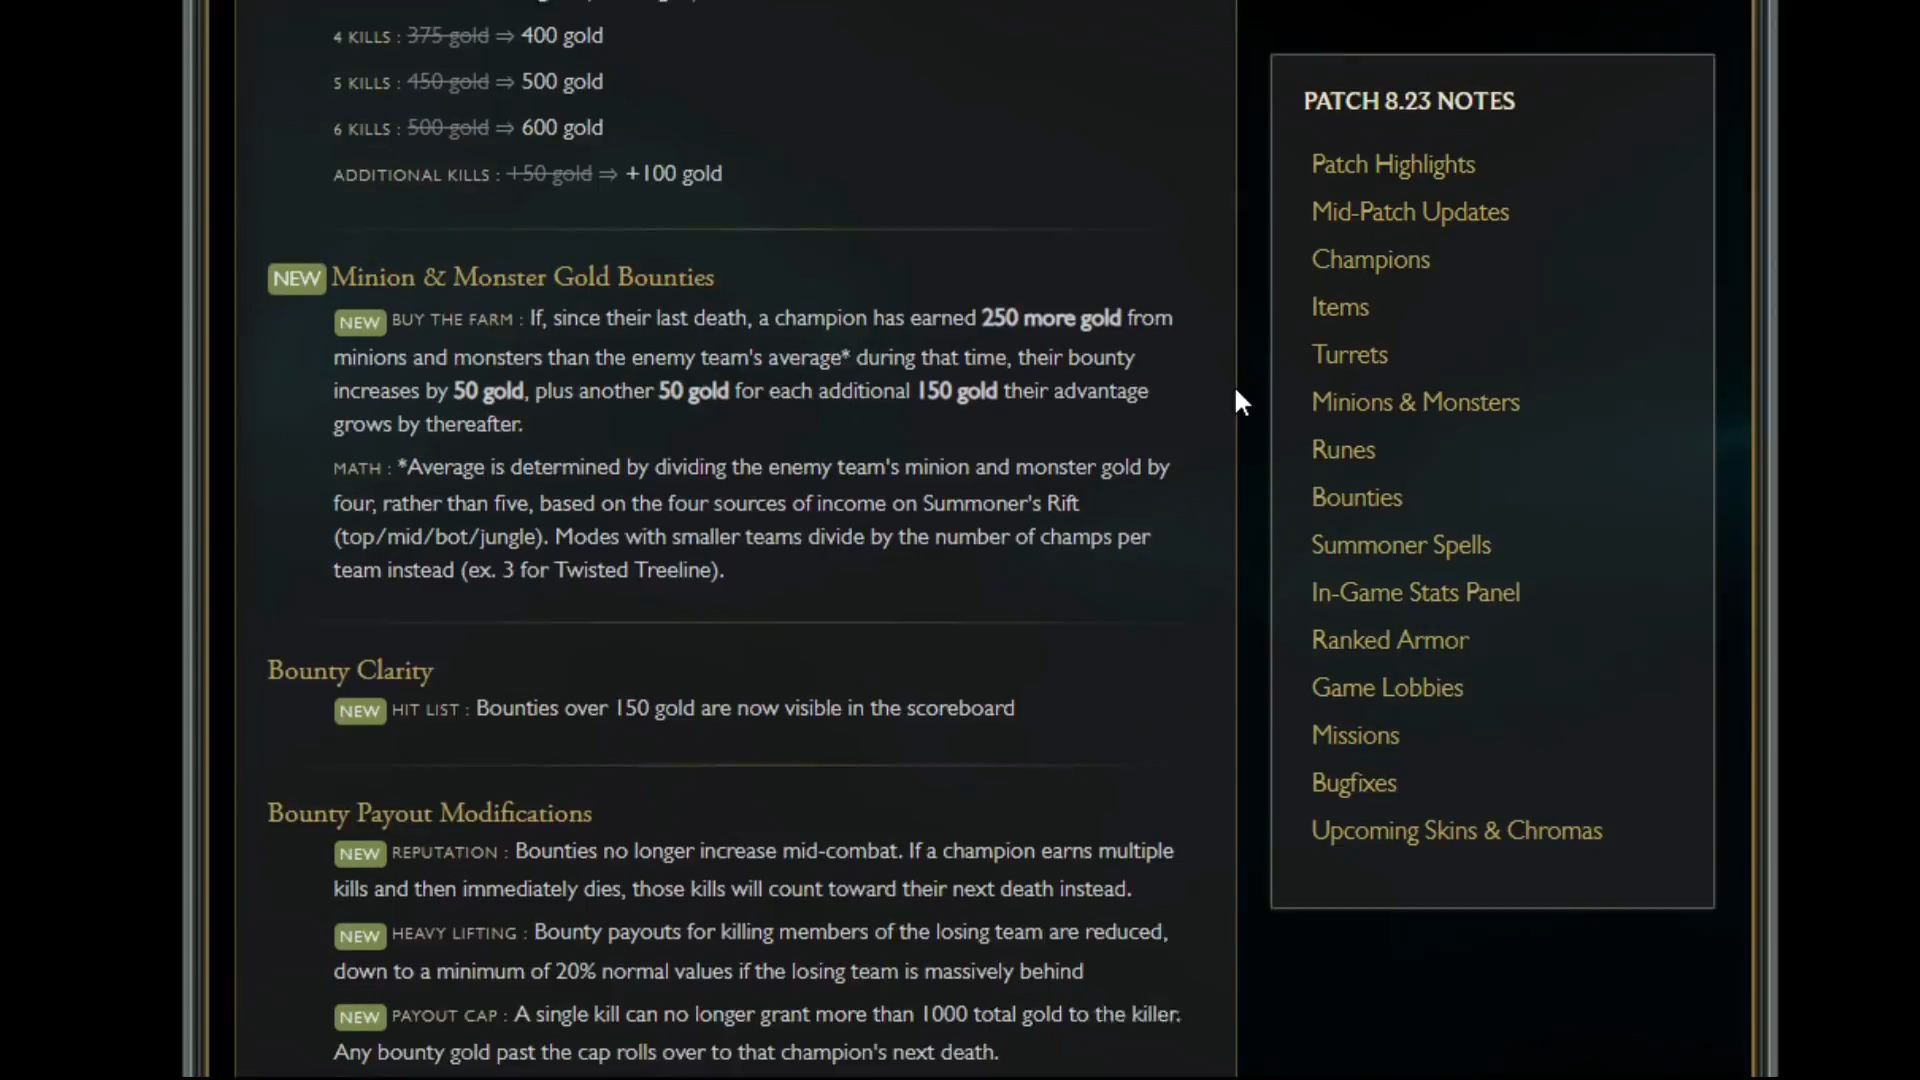 4 KILLS : 375 gold ⇒ 400 gold
5 KILLS : 450 gold ⇒ 500 gold
6 KILLS : 500 gold ⇒ 600 gold
ADDITIONAL KILLS : +50 gold ⇒ +100 gold
NEW Minion & Monster Gold Bounties
NEW BUY THE FARM : If, since their last death, a champion has earned 250 more gold from
minions and monsters than the enemy team's average* during that time, their bounty
increases by 50 gold, plus another 50 gold for each additional 150 gold their advantage
grows by thereafter.
MATH : *Average is determined by dividing the enemy team's minion and monster gold by
four, rather than five, based on the four sources of income on Summoner's Rift
(top/mid/bot/jungle). Modes with smaller teams divide by the number of champs per
team instead (ex. 3 for Twisted Treeline).
Bounty Clarity
NEW HIT LIST : Bounties over 150 gold are now visible in the scoreboard
Bounty Payout Modifications
NEW REPUTATION : Bounties no longer increase mid-combat. If a champion earns multiple
kills and then immediately dies, those kills will count toward their next death instead.
NEW HEAVY LIFTING : Bounty payouts for killing members of the losing team are reduced,
down to a minimum of 20% normal values if the losing team is massively behind
NEW PAYOUT CAP : A single kill can no longer grant more than 1000 total gold to the killer.
Any bounty gold past the cap rolls over to that champion's next death.
PATCH 8.23 NOTES
Patch Highlights
Mid-Patch Updates
Champions
Items
Turrets
Minions & Monsters
Runes
Bounties
Summoner Spells
In-Game Stats Panel
Ranked Armor
Game Lobbies
Missions
Bugfixes
Upcoming Skins & Chromas